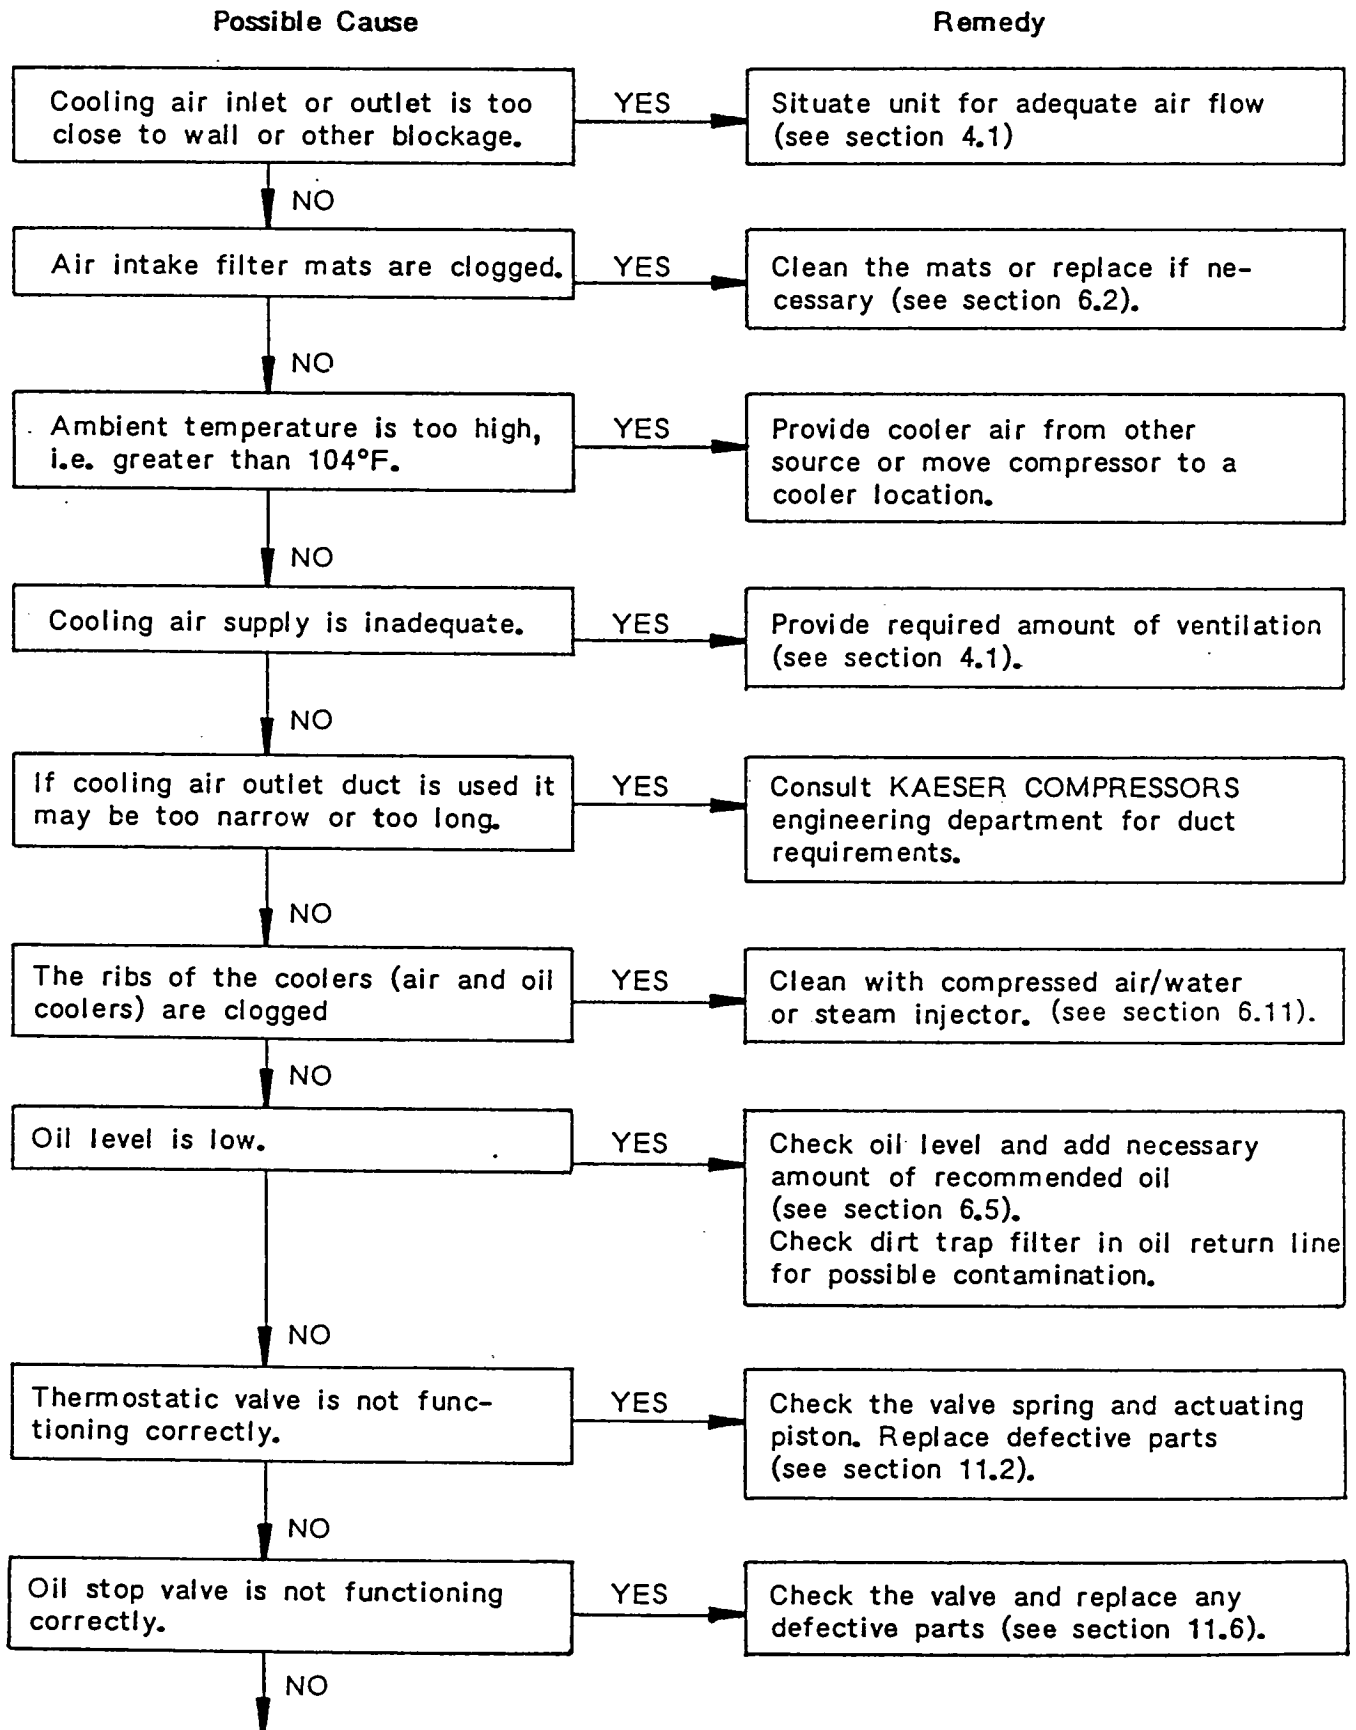 Possible Cause
Remedy
Cooling air inlet or outlet is too
close to wall or other blockage.
YES
Situate unit for adequate air flow
(see section 4.1)
NO
Air intake filter mats are clogged.
YES
Clean the mats or replace if ne-
cessary (see section 6.2).
NO
Ambient temperature is too high,
i.e. greater than 104°F.
YES
Provide cooler air from other
source or move compressor to a
cooler location.
NO
Cooling air supply is inadequate.
YES
Provide required amount of ventilation
(see section 4.1).
NO
If cooling air outlet duct is used it
may be too narrow or too long.
YES
Consult KAESER COMPRESSORS
engineering department for duct
requirements.
NO
The ribs of the coolers (air and oil
coolers) are clogged
YES
Clean with compressed air/water
or steam injector. (see section 6.11).
NO
Oil level is low.
YES
Check oil level and add necessary
amount of recommended oil
(see section 6.5).
Check dirt trap filter in oil return line
for possible contamination.
NO
Thermostatic valve is not func-
tioning correctly.
YES
Check the valve spring and actuating
piston. Replace defective parts
(see section 11.2).
NO
Oil stop valve is not functioning
correctly.
YES
Check the valve and replace any
defective parts (see section 11.6).
NO